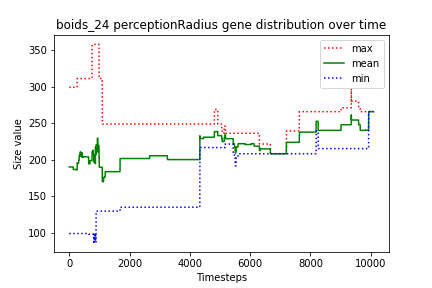 boids_24 perceptionRadius gene distribution over time
max
mean
min
Size value
350
300
250
200
150
100
0
2000
4000
6000
8000
10000
Timesteps